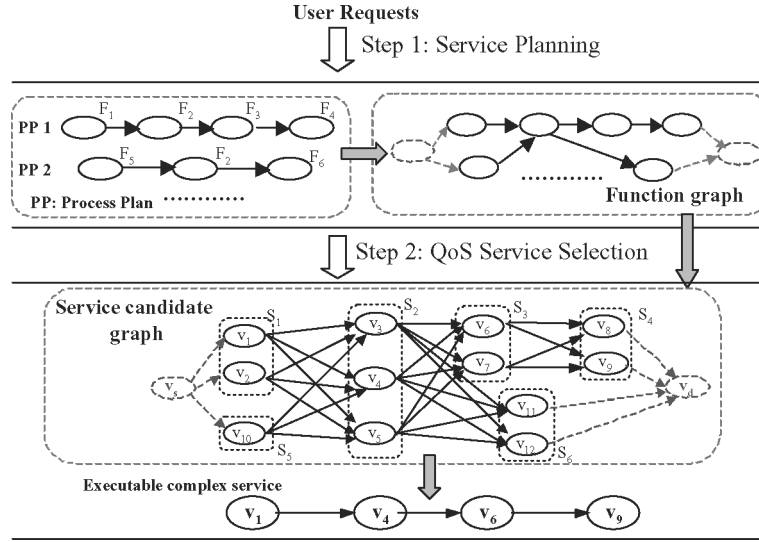 User Requests
Step 1: Service Planning
F1 F2 F3 F4
PP 1
F5 F2 F6
PP 2
PP: Process Plan ............
............
Function graph
Step 2: QoS Service Selection
Service candidate
graph
S1 S2 S3 S4
v1 v3 v6 v8
v2 v4 v7 v9
vs vd
v10 v5 v11
v12
S5 S6
Executable complex service
v1 v4 v6 v9